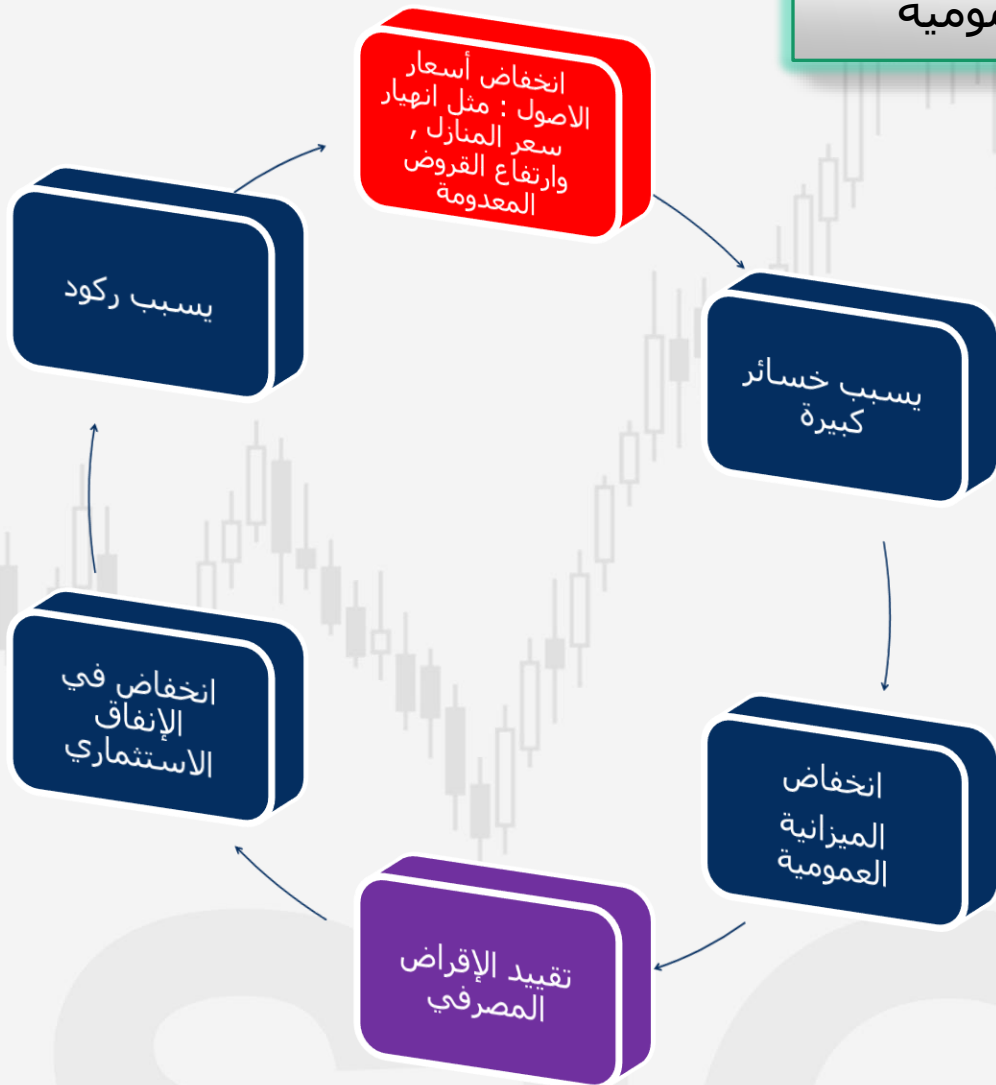 انخفاض أسعار
الاصول : مثل انهيار
سعر المنازل ,
وارتفاع القروض
المعدومة
يسبب خسائر
كبيرة
انخفاض
الميزانية
العمومية
تقييد الإقراض
المصرفي
انخفاض في
الإنفاق
الاستثماري
يسبب ركود